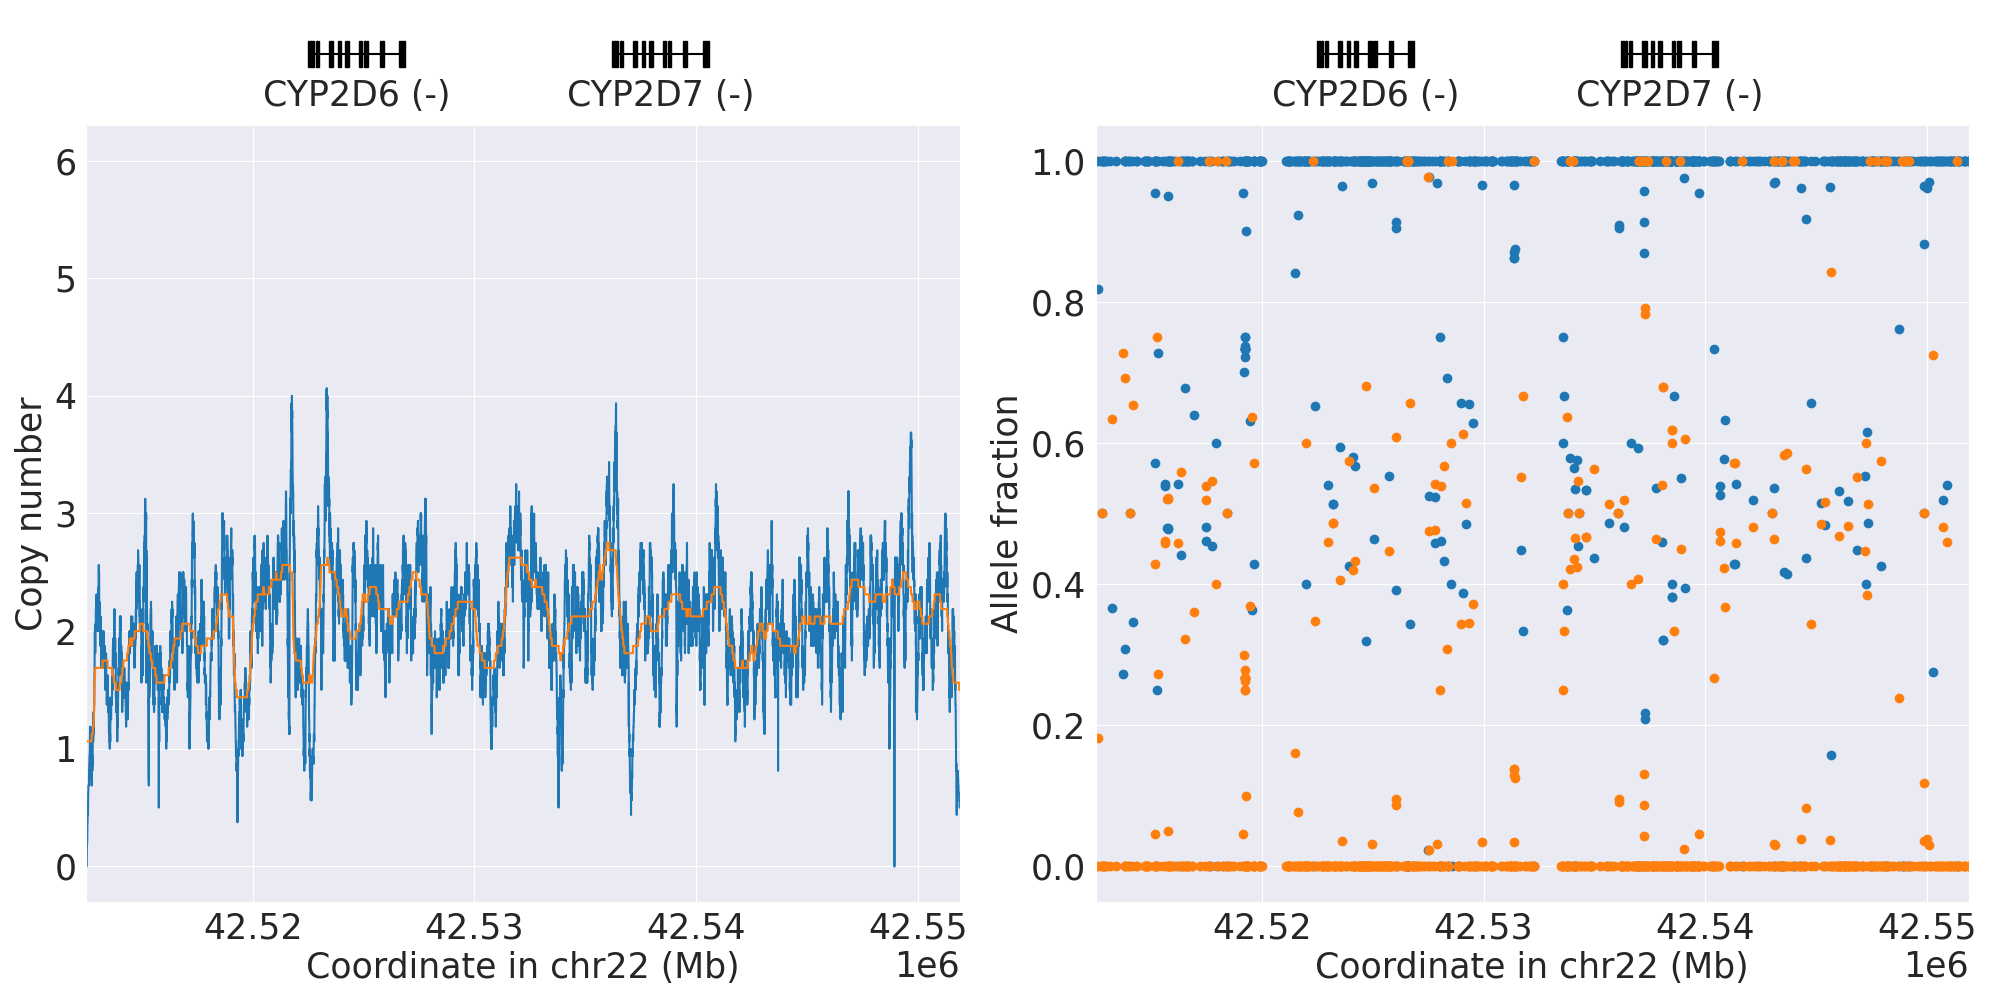 CYP2D6 (-)
CYP2D7 (-)
6
5
4
3
2
1
0
Copy number
42.52
42.53
42.54
42.55
Coordinate in chr22 (Mb)
1e6
CYP2D6 (-)
CYP2D7 (-)
1.0
0.8
0.6
0.4
0.2
0.0
Allele fraction
42.52
42.53
42.54
42.55
Coordinate in chr22 (Mb)
1e6